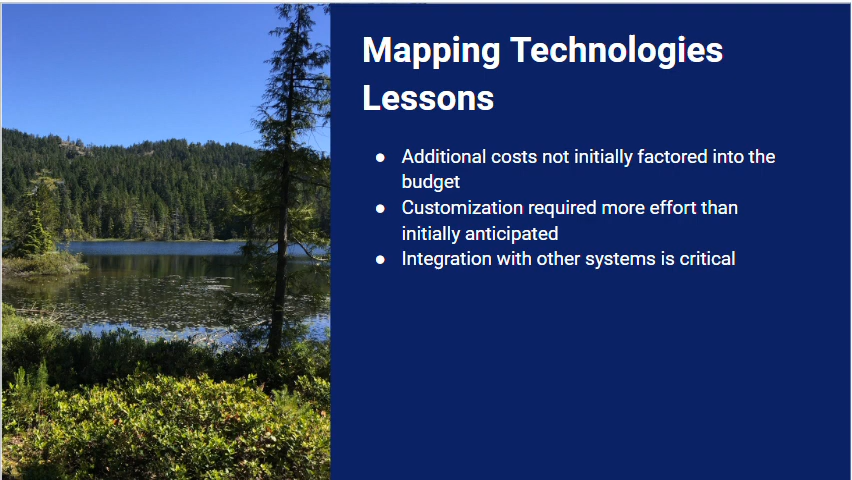 Mapping Technologies
Lessons
● Additional costs not initially factored into the
budget
● Customization required more effort than
initially anticipated
● Integration with other systems is critical